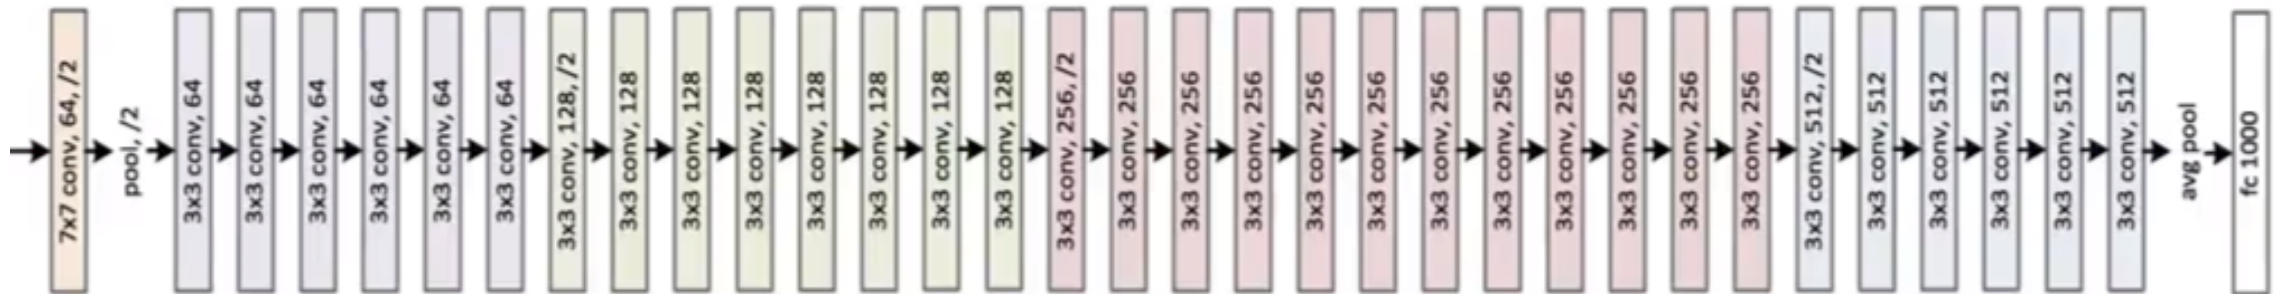 7x7 conv, 64, /2
pool, /2
3x3 conv, 64
3x3 conv, 64
3x3 conv, 64
3x3 conv, 64
3x3 conv, 64
3x3 conv, 64
3x3 conv, 128, /2
3x3 conv, 128
3x3 conv, 128
3x3 conv, 128
3x3 conv, 128
3x3 conv, 128
3x3 conv, 128
3x3 conv, 128
3x3 conv, 256, /2
3x3 conv, 256
3x3 conv, 256
3x3 conv, 256
3x3 conv, 256
3x3 conv, 256
3x3 conv, 256
3x3 conv, 256
3x3 conv, 256
3x3 conv, 256
3x3 conv, 256
3x3 conv, 256
3x3 conv, 512, /2
3x3 conv, 512
3x3 conv, 512
3x3 conv, 512
3x3 conv, 512
3x3 conv, 512
avg pool
fc 1000